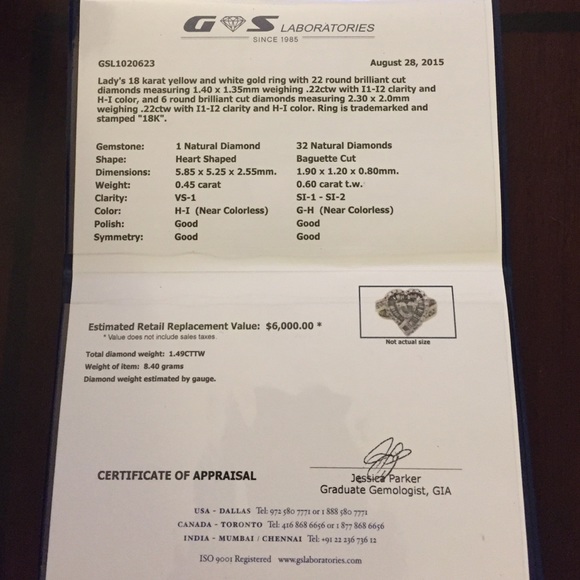 GS LABORATORIES
SINCE 1985
GSL1020623 August 28, 2015
Lady's 18 karat yellow and white gold ring with 22 round brilliant cut
diamonds measuring 1.40 x 1.35mm weighing .22ctw with I1-I2 clarity and
H-I color, and 6 round brilliant cut diamonds measuring 2.30 x 2.0mm
weighing .22ctw with I1-I2 clarity and H-I color. Ring is trademarked and
stamped "18K".
Gemstone: 1 Natural Diamond 32 Natural Diamonds
Shape: Heart Shaped Baguette Cut
Dimensions: 5.85 x 5.25 x 2.55mm. 1.90 x 1.20 x 0.80mm.
Weight: 0.45 carat 0.60 carat t.w.
Clarity: VS-1 SI-1 - SI-2
Color: H-I (Near Colorless) G-H (Near Colorless)
Polish: Good Good
Symmetry: Good Good
Estimated Retail Replacement Value: $6,000.00 *
* Value does not include sales taxes.
Not actual size
Total diamond weight: 1.49CTTW
Weight of item: 8.40 grams
Diamond weight estimated by gauge.
CERTIFICATE OF APPRAISAL
Jessica Parker
Graduate Gemologist, GIA
USA - DALLAS Tel: 972 580 7771 or 1 888 580 7771
CANADA - TORONTO Tel: 416 868 6656 or 1 877 868 6656
INDIA - MUMBAI / CHENNAI Tel: +91 22 236 736 12
ISO 9001 Registered www.gslaboratories.com